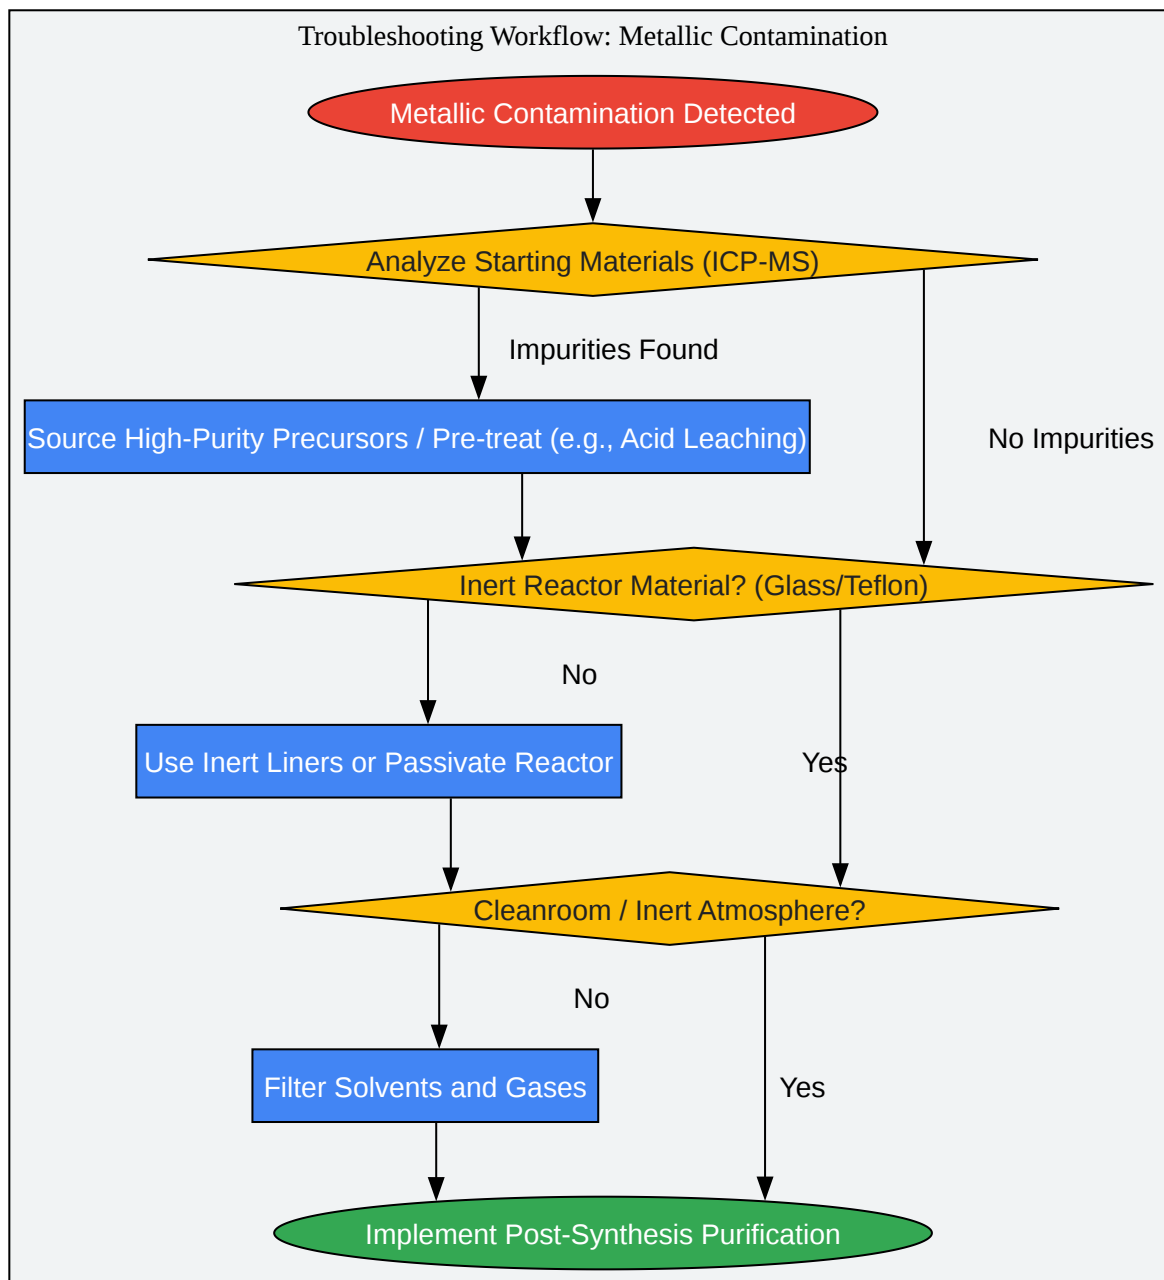 Troubleshooting Workflow: Metallic Contamination
Metallic Contamination Detected
Analyze Starting Materials (ICP-MS)
Impurities Found
Source High-Purity Precursors / Pre-treat (e.g., Acid Leaching)
No Impurities
Inert Reactor Material? (Glass/Teflon)
No
Use Inert Liners or Passivate Reactor
Yes
Cleanroom / Inert Atmosphere?
No
Filter Solvents and Gases
Yes
Implement Post-Synthesis Purification